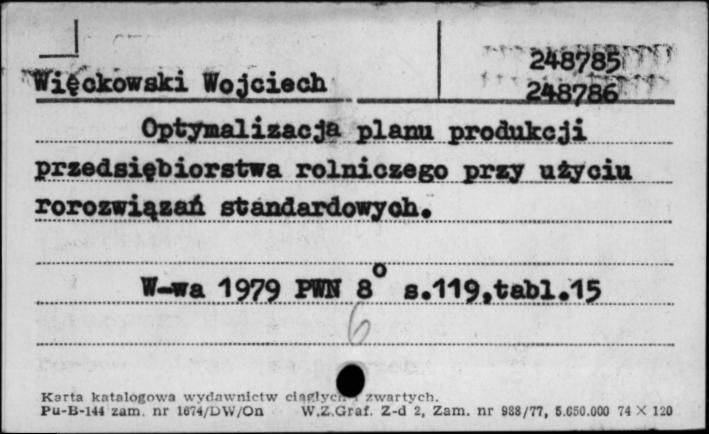 248785
Więckowski Wojciech
248786
Optymalizacja planu produkcji
przedsiębiorstwa rolniczego przy użyciu
rorozwiązań standardowych.
W-wa 1979 PWN 8° s.119,tabl.15
6
Karta katalogowa wydawnictw ciągłych i zwartych.
Pu-B-144 zam. nr 1674/DW/On W.Z.Graf. Z-d 2, Zam. nr 988/77, 5.650.000 74 X 120